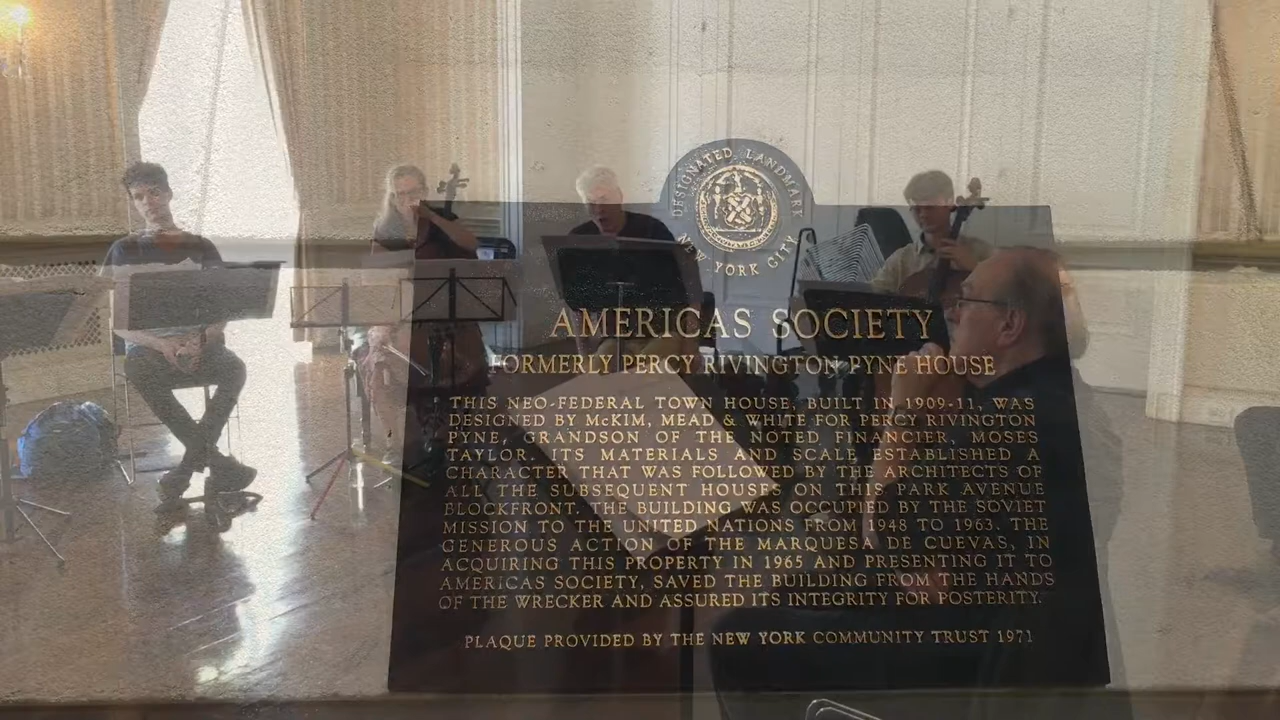 DESIGNATED LANDMARK
NEW YORK CITY
AMERICAS SOCIETY
FORMERLY PERCY RIVINGTON PYNE HOUSE
THIS NEO-FEDERAL TOWN HOUSE, BUILT IN 1909-11, WAS
DESIGNED BY McKIM, MEAD & WHITE FOR PERCY RIVINGTON
PYNE, GRANDSON OF THE NOTED FINANCIER, MOSES
TAYLOR. ITS MATERIALS AND SCALE ESTABLISHED A
CHARACTER THAT WAS FOLLOWED BY THE ARCHITECTS OF
ALL THE SUBSEQUENT HOUSES ON THIS PARK AVENUE
BLOCKFRONT. THE BUILDING WAS OCCUPIED BY THE SOVIET
MISSION TO THE UNITED NATIONS FROM 1948 TO 1963. THE
GENEROUS ACTION OF THE MARQUESA DE CUEVAS, IN
ACQUIRING THIS PROPERTY IN 1965 AND PRESENTING IT TO
AMERICAS SOCIETY, SAVED THE BUILDING FROM THE HANDS
OF THE WRECKER AND ASSURED ITS INTEGRITY FOR POSTERITY.
PLAQUE PROVIDED BY THE NEW YORK COMMUNITY TRUST 1971